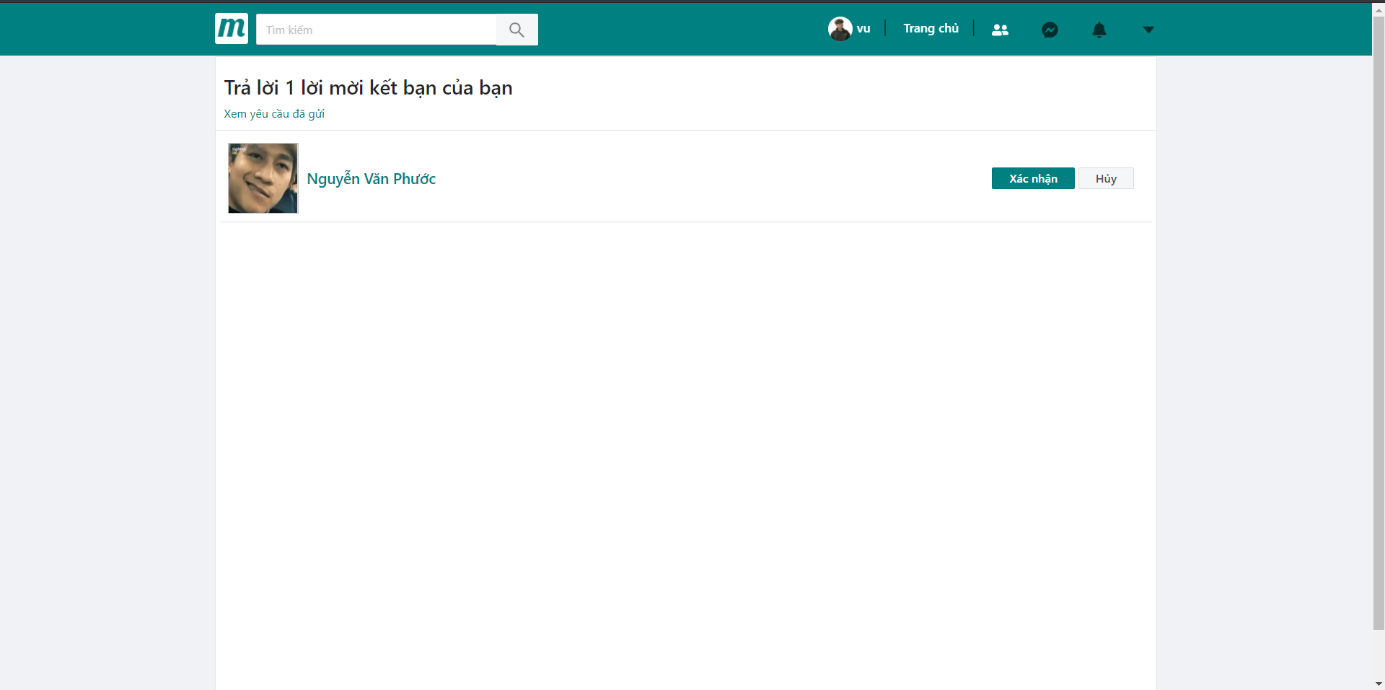 m
Tìm kiếm
vu
Trang chủ
Trả lời 1 lời mời kết bạn của bạn
Xem yêu cầu đã gửi
Nguyễn Văn Phước
Xác nhận
Hủy